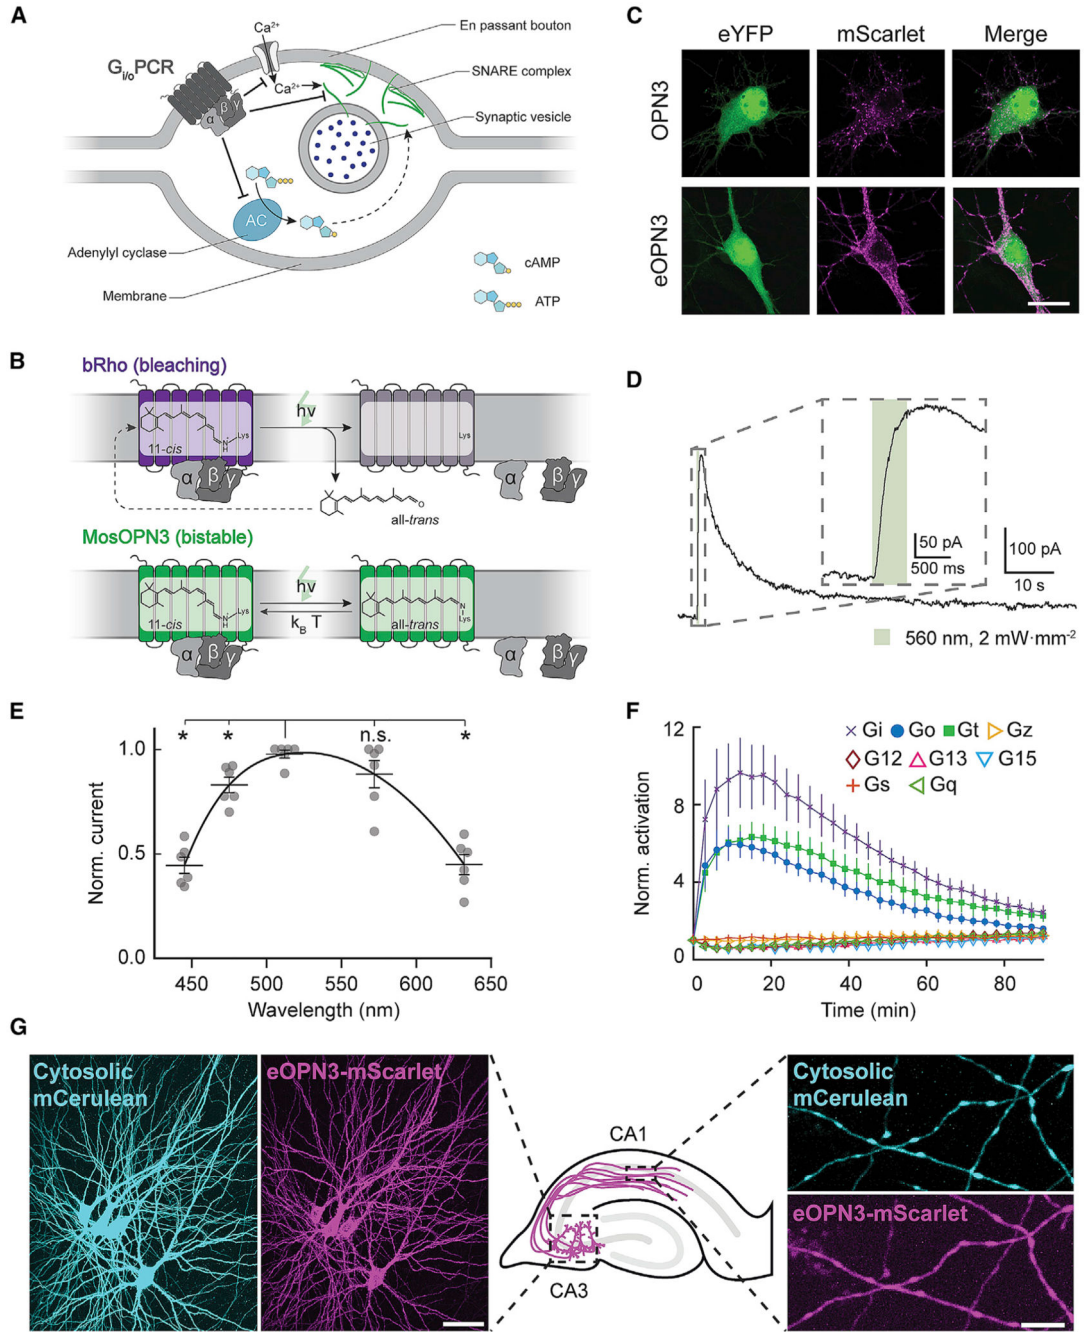 A
Ca²⁺
En passant bouton
Gi/oPCR
Ca²⁺
SNARE complex
α
β
γ
Synaptic vesicle
AC
Adenylyl cyclase
cAMP
Membrane
ATP
B
bRho (bleaching)
hν
11-cis
N
H
Lys
Lys
α
β
γ
α
β
γ
O
all-trans
MosOPN3 (bistable)
hν
kB T
11-cis
N
H
Lys
all-trans
N
Lys
α
β
γ
α
β
γ
C
eYFP
mScarlet
Merge
OPN3
eOPN3
D
50 pA
500 ms
100 pA
10 s
560 nm, 2 mW·mm⁻²
E
*
*
n.s.
*
1.0
0.5
0.0
Norm. current
450
500
550
600
650
Wavelength (nm)
F
12
8
4
0
Norm. activation
Gi
Go
Gt
Gz
G12
G13
G15
Gs
Gq
0
20
40
60
80
Time (min)
G
Cytosolic
mCerulean
eOPN3-mScarlet
CA1
CA3
Cytosolic
mCerulean
eOPN3-mScarlet